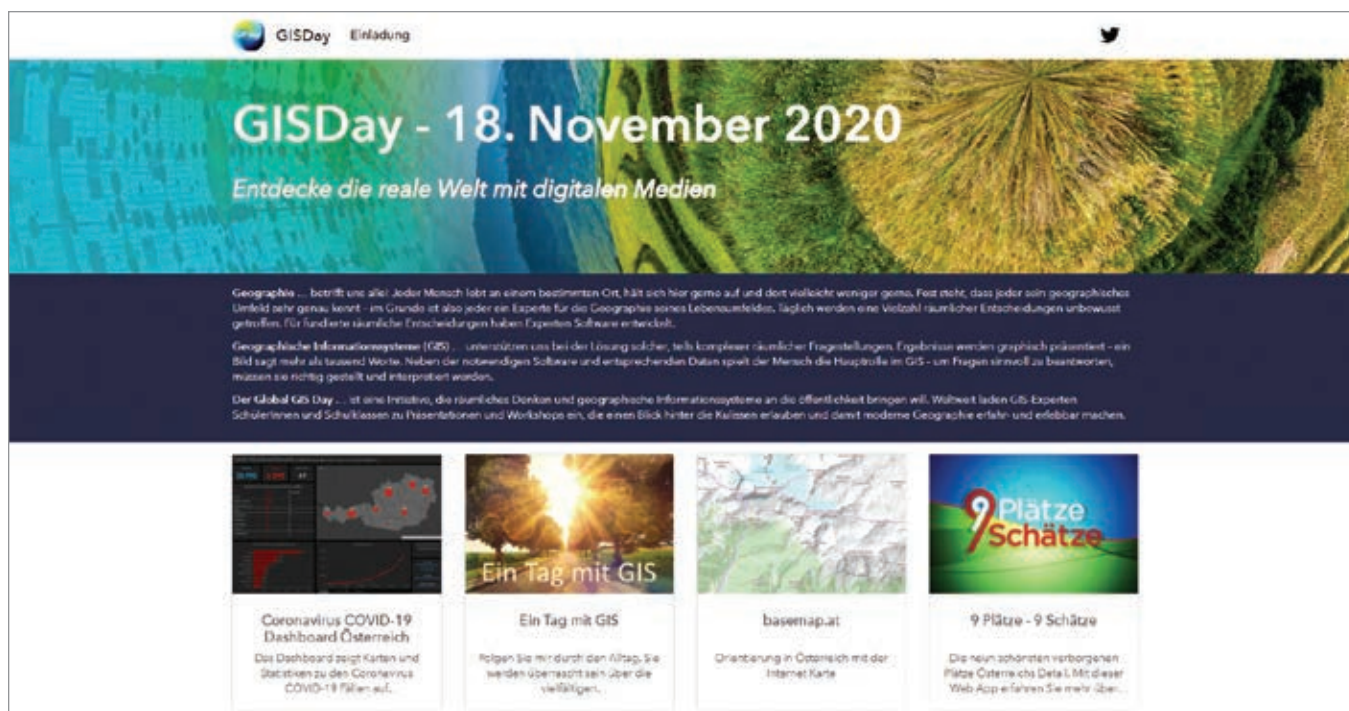 GISDay Einladung
GISDay - 18. November 2020
Entdecke die reale Welt mit digitalen Medien
Geographie ... betrifft uns alle! Jeder Mensch lebt an einem bestimmten Ort, hält sich hier gerne auf und dort vielleicht weniger gerne. Fest steht, dass jeder sein geographisches
Umfeld sehr genau kennt - im Grunde ist also jeder ein Experte für die Geographie seines Lebensumfeldes. Täglich werden eine Vielzahl räumlicher Entscheidungen unbewusst
getroffen. Für fundierte räumliche Entscheidungen haben Experten Software entwickelt.
Geographische Informationssysteme (GIS) ... unterstützen uns bei der Lösung solcher, teils komplexer räumlicher Fragestellungen. Ergebnisse werden graphisch präsentiert - ein
Bild sagt mehr als tausend Worte. Neben der notwendigen Software und entsprechenden Daten spielt der Mensch die Hauptrolle im GIS - um Fragen sinnvoll zu beantworten,
müssen sie richtig gestellt und interpretiert werden.
Der Global GIS Day ... ist eine Initiative, die räumliches Denken und geographische Informationssysteme an die öffentlichkeit bringen will. Weltweit laden GIS-Experten
Schülerinnen und Schulklassen zu Präsentationen und Workshops ein, die einen Blick hinter die Kulissen erlauben und damit moderne Geographie erfahr- und erlebbar machen.
Ein Tag mit GIS
9 Plätze
Schätze
Coronavirus COVID-19
Dashboard Österreich
Das Dashboard zeigt Karten und
Statistiken zu den Coronavirus
COVID-19 Fällen auf.
Ein Tag mit GIS
Folgen Sie mir durch den Alltag. Sie
werden überrascht sein über die
vielfältigen...
basemap.at
Orientierung in Österreich mit der
Internet Karte
9 Plätze - 9 Schätze
Die neun schönsten verborgenen
Plätze Österreichs Detail. Mit dieser
Web App erfahren Sie mehr über...